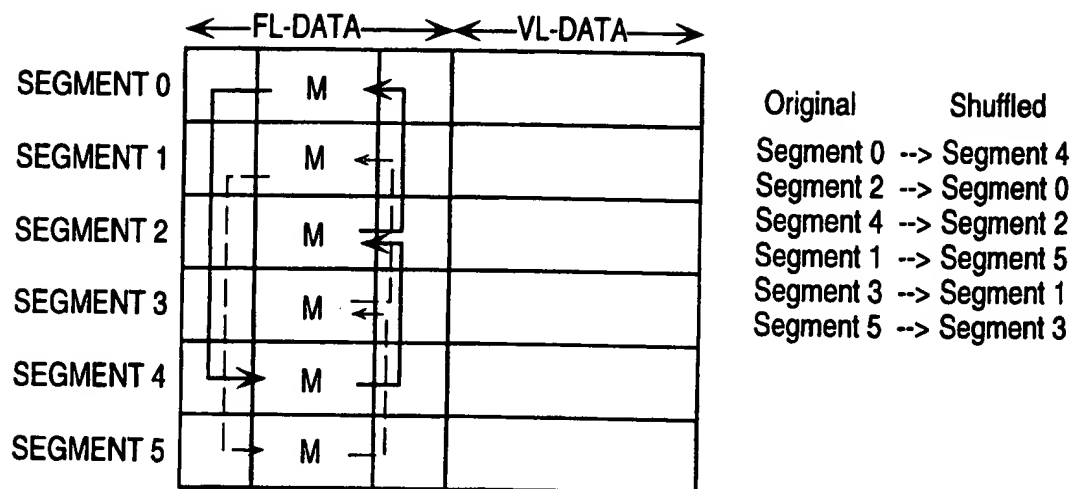 FL-DATA VL-DATA
SEGMENT 0 M
SEGMENT 1 M
SEGMENT 2 M
SEGMENT 3 M
SEGMENT 4 M
SEGMENT 5 M
Original Shuffled
Segment 0 --> Segment 4
Segment 2 --> Segment 0
Segment 4 --> Segment 2
Segment 1 --> Segment 5
Segment 3 --> Segment 1
Segment 5 --> Segment 3